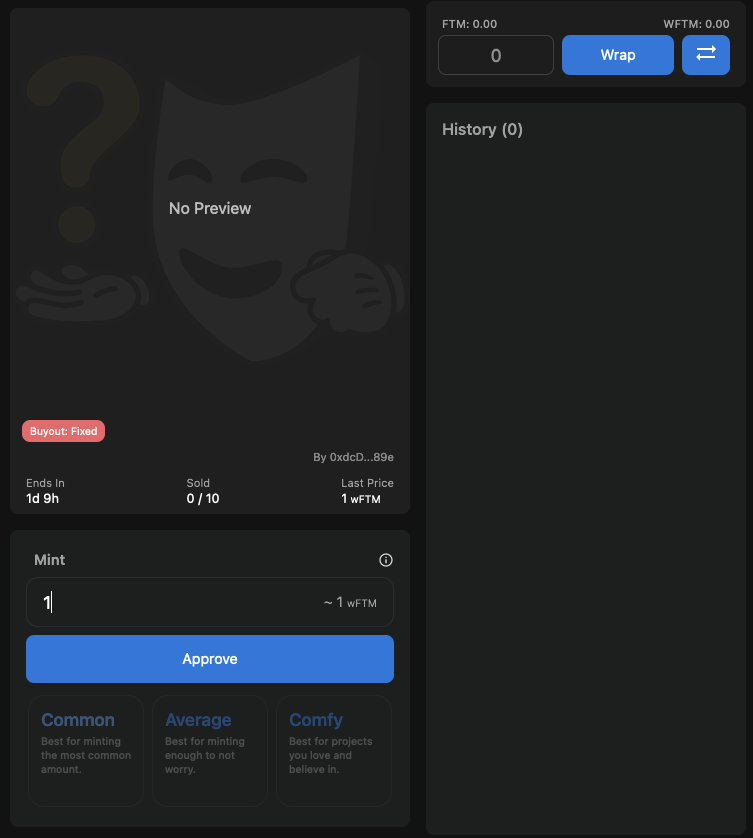 No Preview
Buyout: Fixed
By 0xdcD...89e
Ends In
1d 9h
Sold
0 / 10
Last Price
1 wFTM
Mint
1
~ 1 wFTM
Approve
Common
Best for minting
the most common
amount.
Average
Best for minting
enough to not
worry.
Comfy
Best for projects
you love and
believe in.
FTM: 0.00
WFTM: 0.00
0
Wrap
History (0)